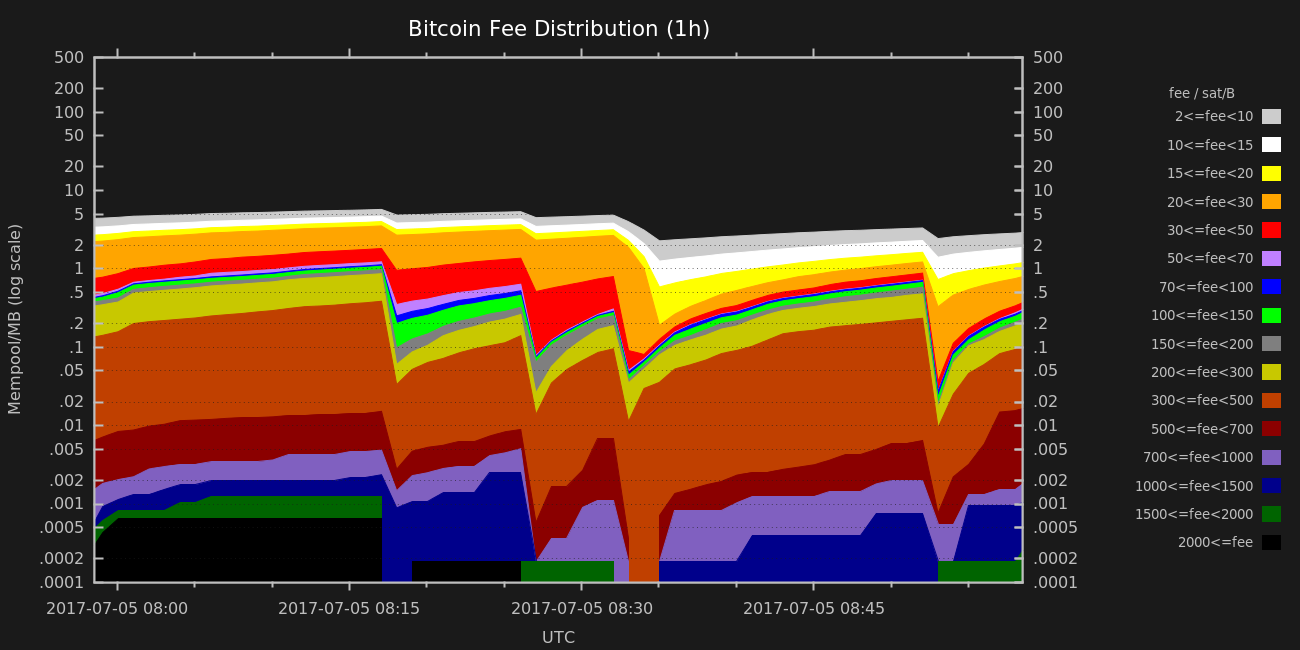 Bitcoin Fee Distribution (1h)
500 500
200 200
100 100
50 50
20 20
10 10
5 5
2 2
1 1
.5 .5
.2 .2
.1 .1
.05 .05
.02 .02
.01 .01
.005 .005
.002 .002
.001 .001
.0005 .0005
.0002 .0002
.0001 .0001
Mempool/MB (log scale)
2017-07-05 08:00 2017-07-05 08:15 2017-07-05 08:30 2017-07-05 08:45
UTC
fee / sat/B
2<=fee<10
10<=fee<15
15<=fee<20
20<=fee<30
30<=fee<50
50<=fee<70
70<=fee<100
100<=fee<150
150<=fee<200
200<=fee<300
300<=fee<500
500<=fee<700
700<=fee<1000
1000<=fee<1500
1500<=fee<2000
2000<=fee